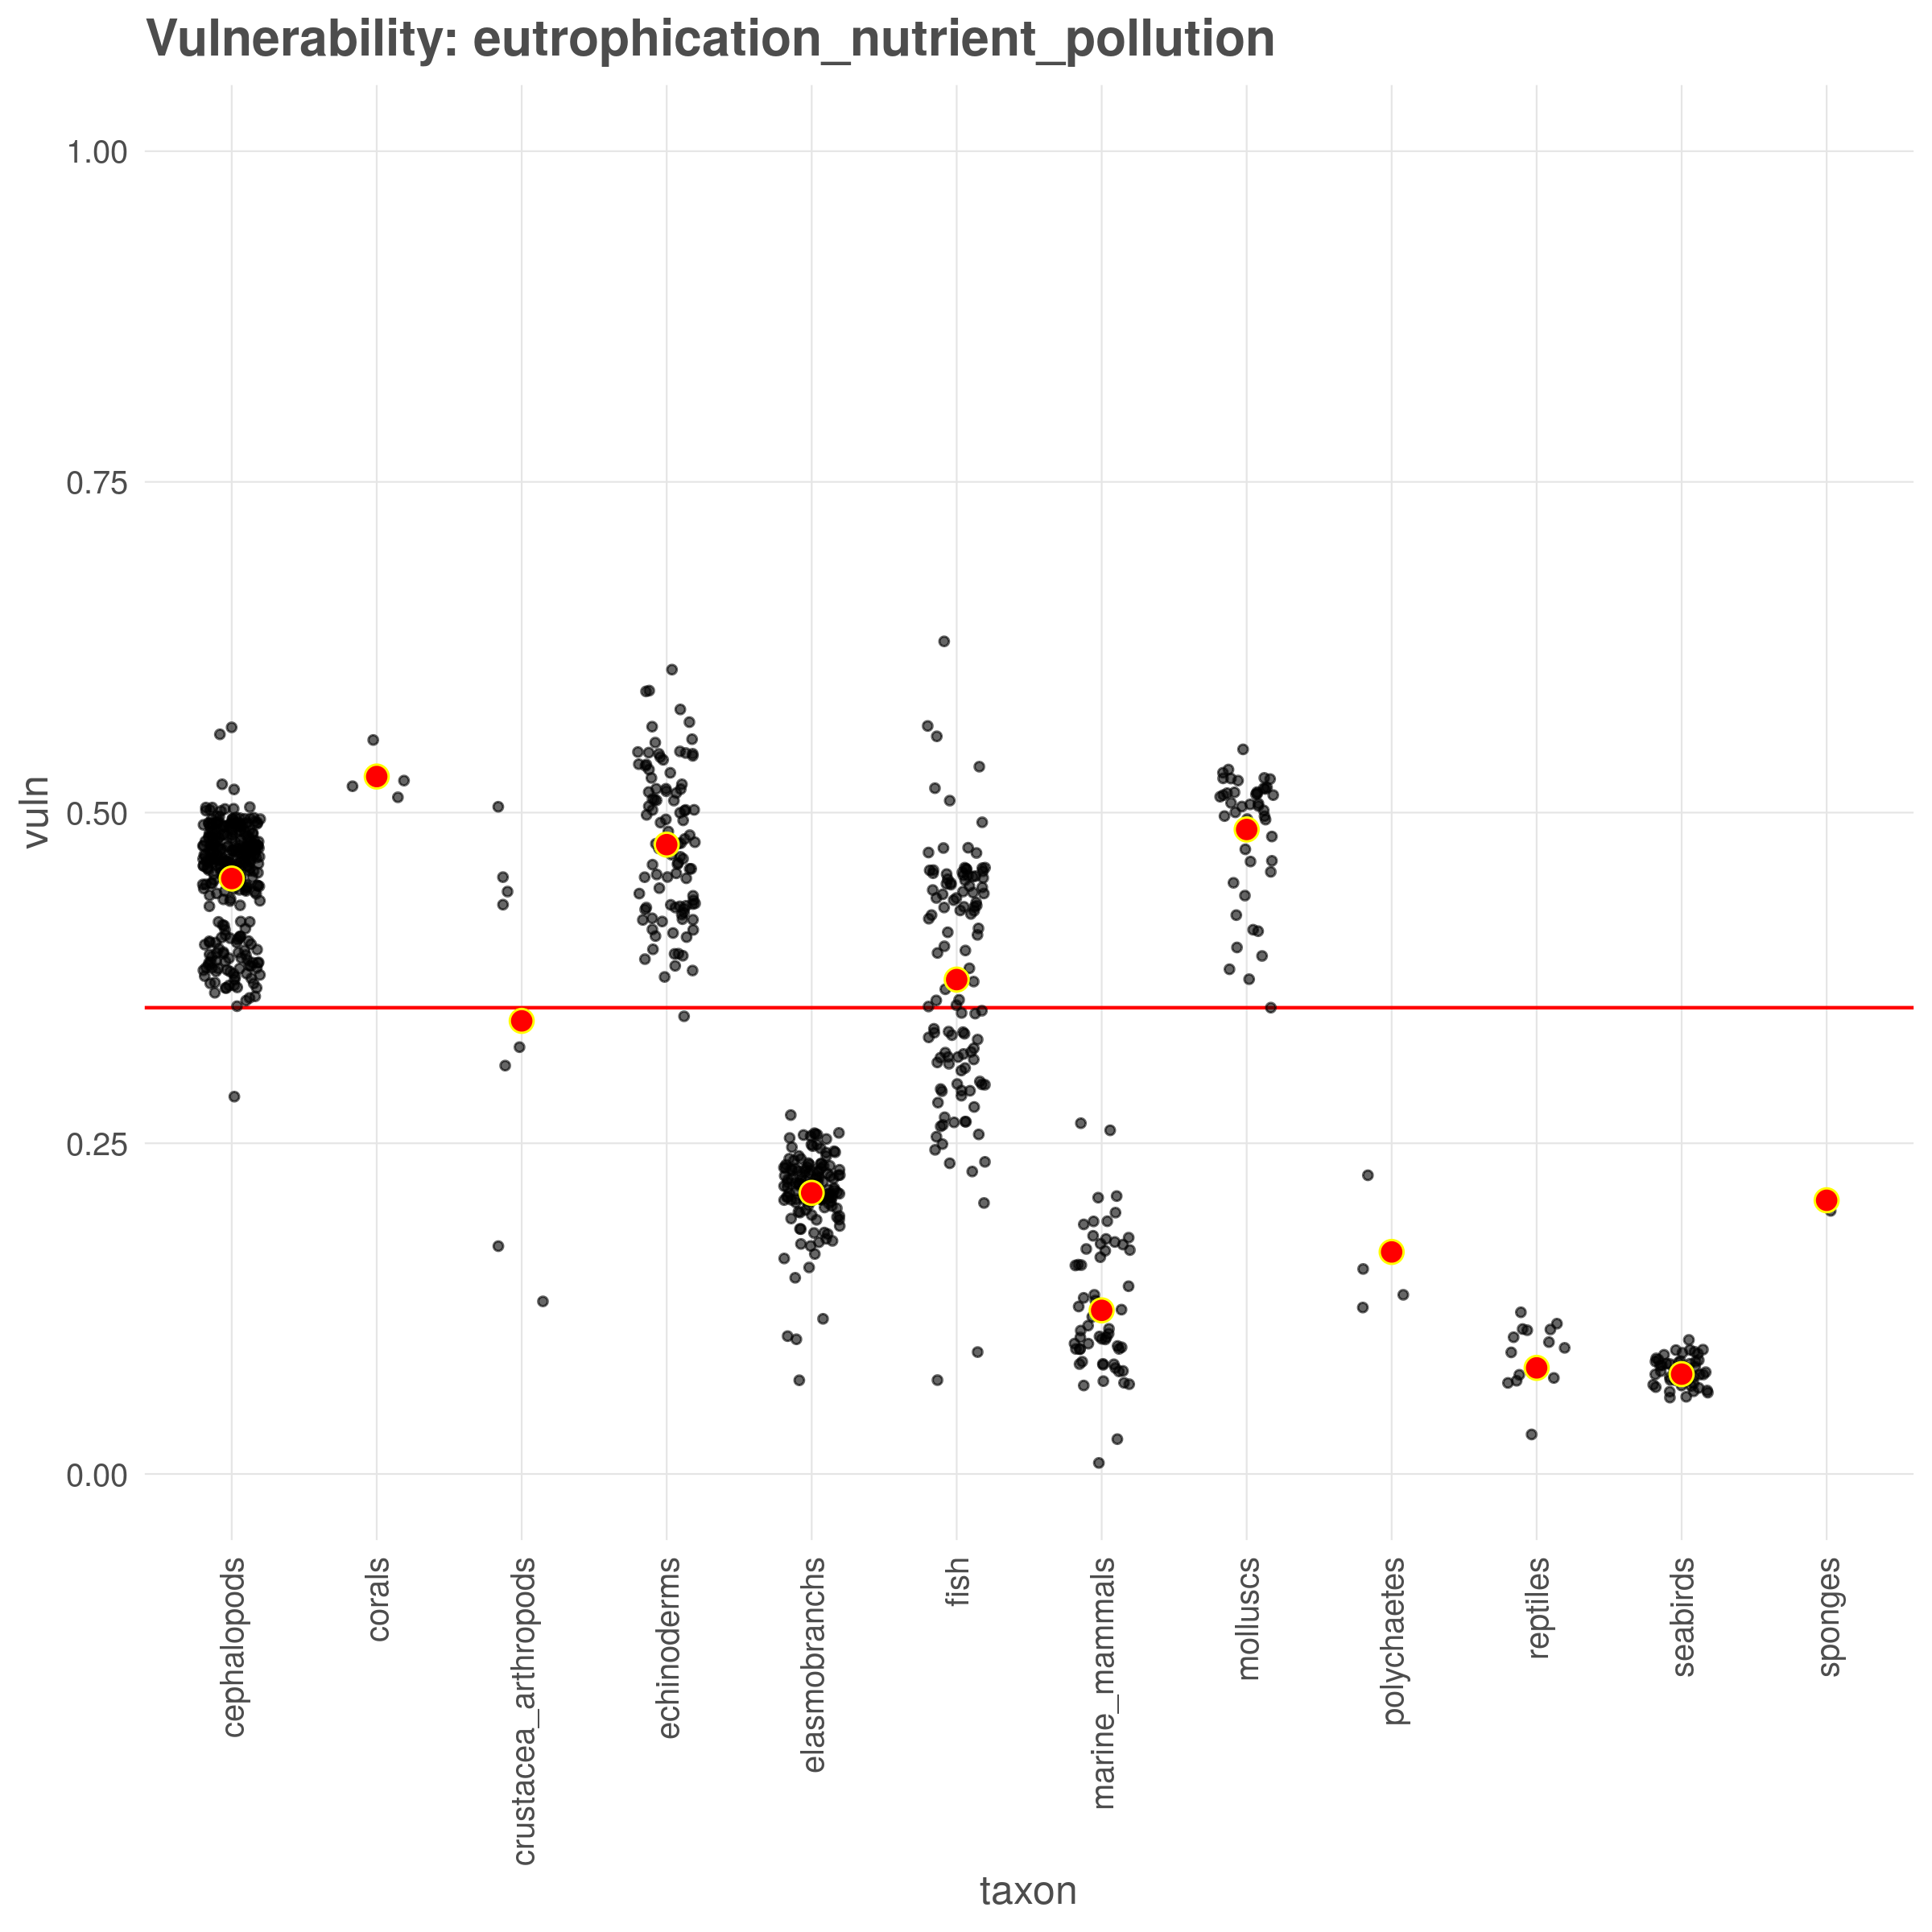 Vulnerability: eutrophication_nutrient_pollution
1.00
0.75
0.50
0.25
0.00
vuln
cephalopods
corals
crustacea_arthropods
echinoderms
elasmobranchs
fish
marine_mammals
molluscs
polychaetes
reptiles
seabirds
sponges
taxon